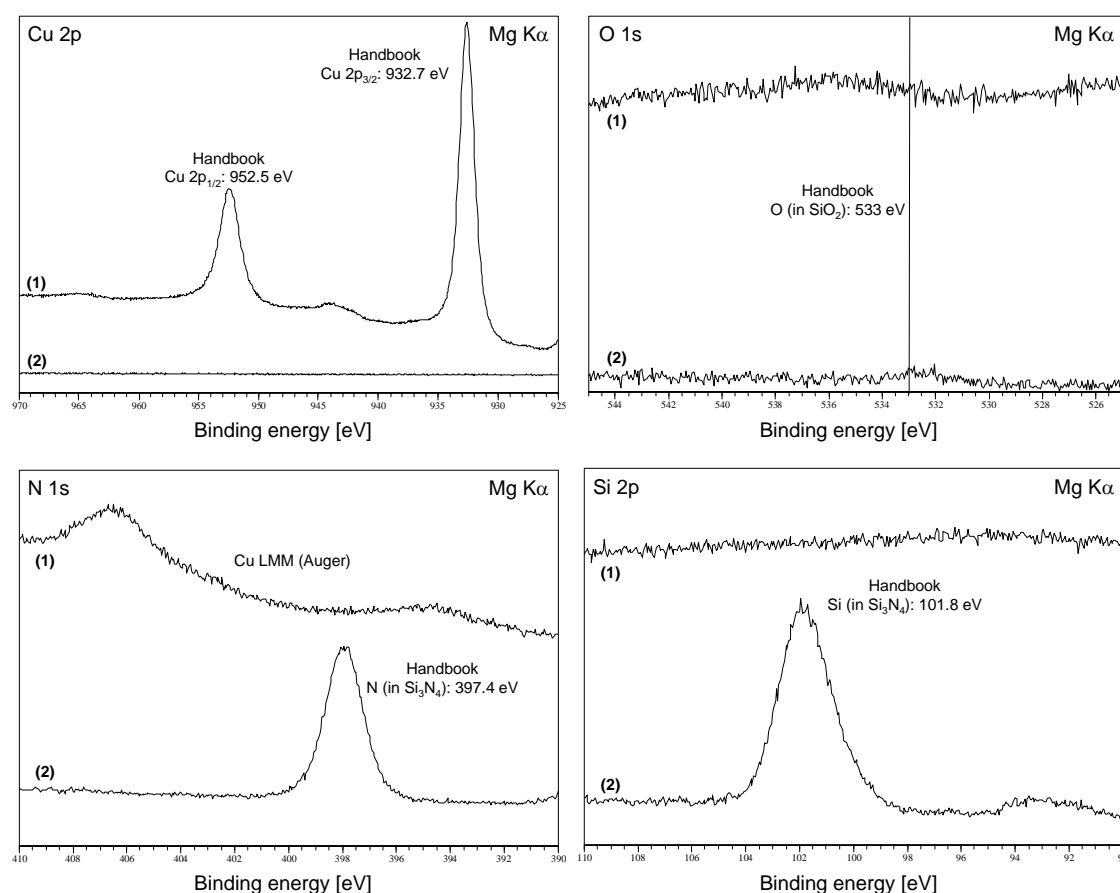 Cu 2p
Mg Kα
Handbook
Cu 2p3/2: 932.7 eV
Handbook
Cu 2p1/2: 952.5 eV
(1)
(2)
970 965 960 955 950 945 940 935 930 925
Binding energy [eV]
O 1s
Mg Kα
(1)
Handbook
O (in SiO2): 533 eV
(2)
544 542 540 538 536 534 532 530 528 526
Binding energy [eV]
N 1s
Mg Kα
(1)
Cu LMM (Auger)
Handbook
N (in Si3N4): 397.4 eV
(2)
410 408 406 404 402 400 398 396 394 392 390
Binding energy [eV]
Si 2p
Mg Kα
(1)
Handbook
Si (in Si3N4): 101.8 eV
(2)
110 108 106 104 102 100 98 96 94 92
Binding energy [eV]